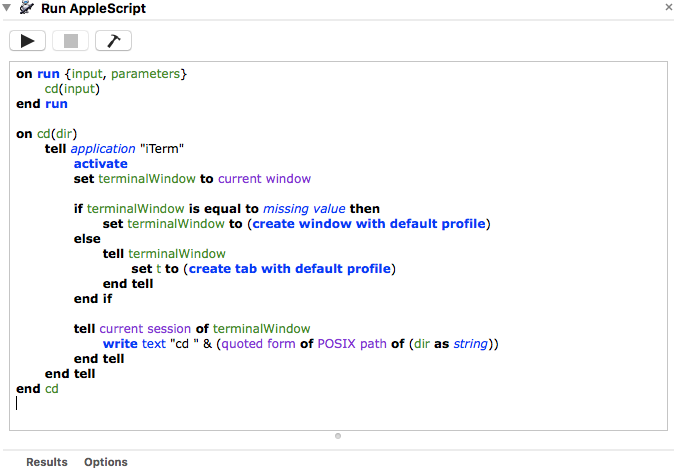 Run AppleScript
on run {input, parameters}
cd(input)
end run
on cd(dir)
tell application "iTerm"
activate
set terminalWindow to current window
if terminalWindow is equal to missing value then
set terminalWindow to (create window with default profile)
else
tell terminalWindow
set t to (create tab with default profile)
end tell
end if
tell current session of terminalWindow
write text "cd " & (quoted form of POSIX path of (dir as string))
end tell
end tell
end cd
Results Options